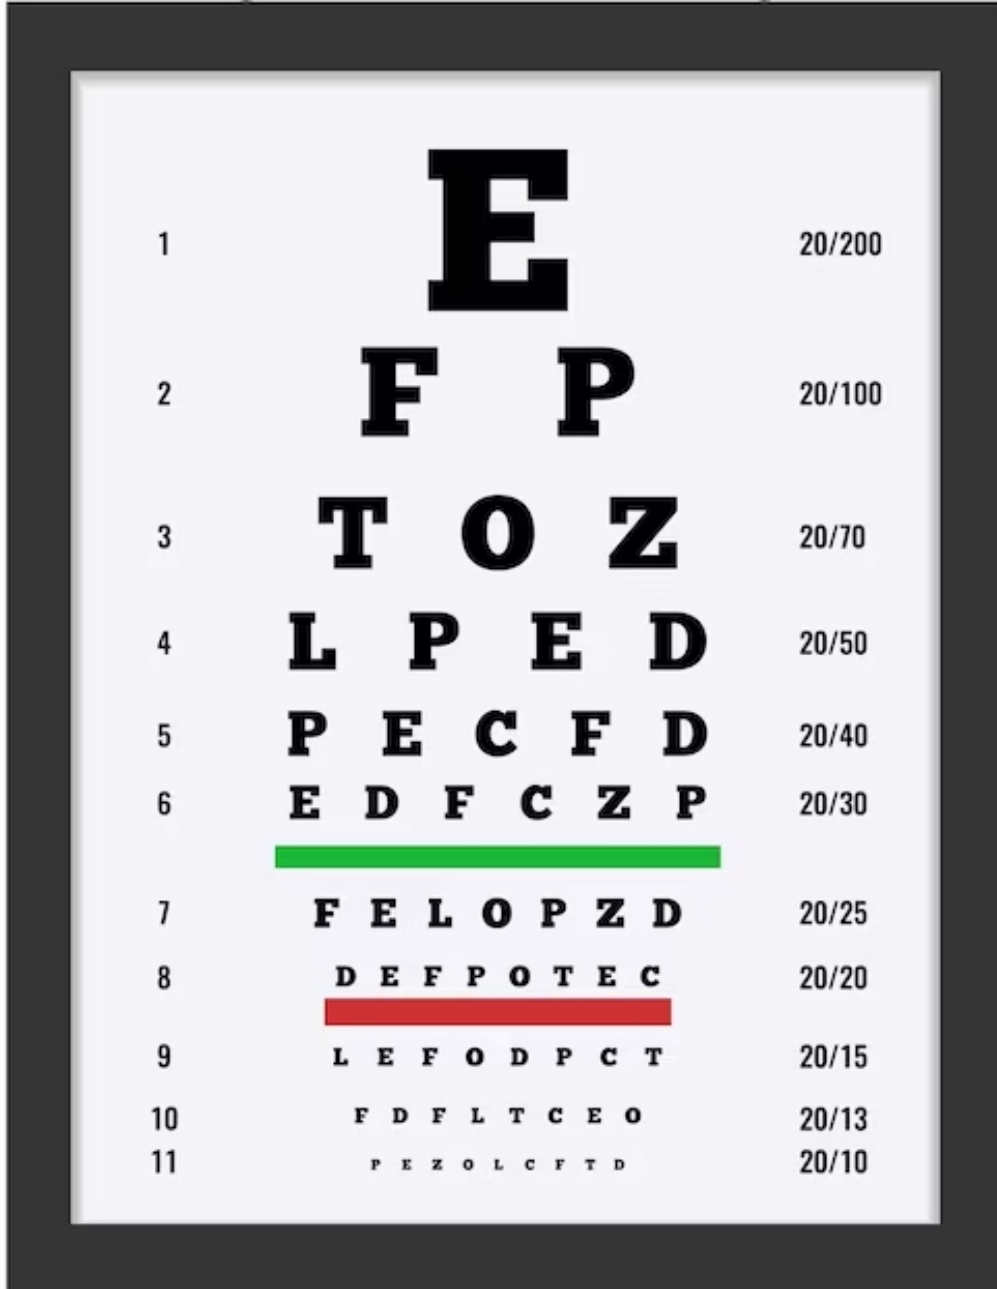 1 E 20/200
2 F P 20/100
3 T O Z 20/70
4 L P E D 20/50
5 P E C F D 20/40
6 E D F C Z P 20/30
7 F E L O P Z D 20/25
8 D E F P O T E C 20/20
9 L E F O D P C T 20/15
10 F D F L T C E O 20/13
11 P E Z O L C F T D 20/10